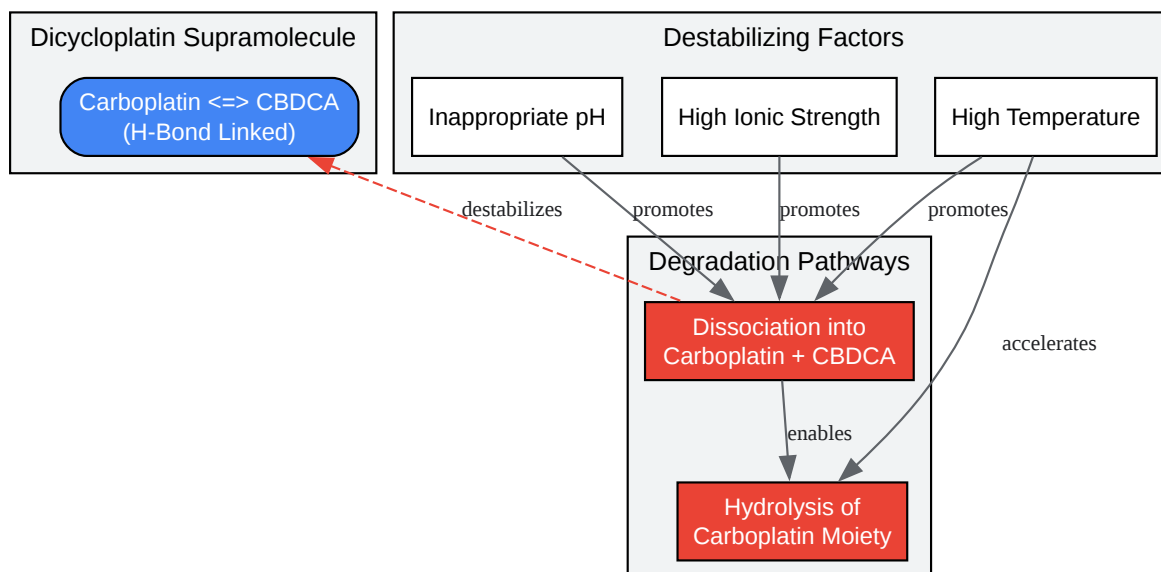 Dicycloplatin Supramolecule
Carboplatin <=> CBDCA
(H-Bond Linked)
Destabilizing Factors
Inappropriate pH
High Ionic Strength
High Temperature
destabilizes
promotes
promotes
promotes
Degradation Pathways
Dissociation into
Carboplatin + CBDCA
accelerates
enables
Hydrolysis of
Carboplatin Moiety